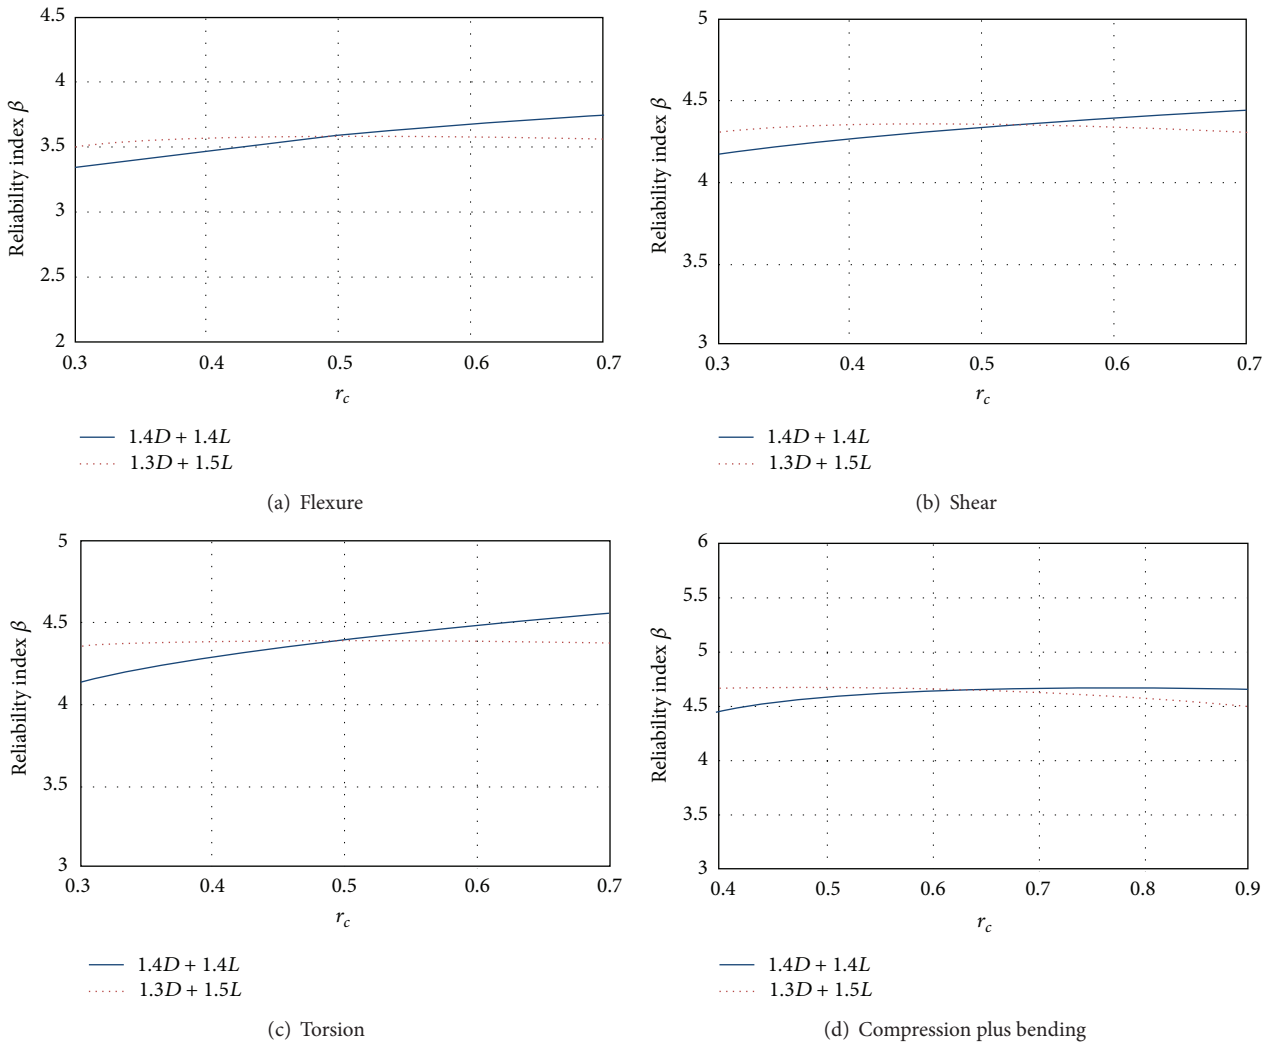 4.5
4
3.5
3
2.5
2
0.3 0.4 0.5 0.6 0.7
Reliability index β
r_c
1.4D + 1.4L
1.3D + 1.5L
(a) Flexure
5
4.5
4
3.5
3
0.3 0.4 0.5 0.6 0.7
Reliability index β
r_c
1.4D + 1.4L
1.3D + 1.5L
(b) Shear
5
4.5
4
3.5
3
0.3 0.4 0.5 0.6 0.7
Reliability index β
r_c
1.4D + 1.4L
1.3D + 1.5L
(c) Torsion
6
5.5
5
4.5
4
3.5
3
0.4 0.5 0.6 0.7 0.8 0.9
Reliability index β
r_c
1.4D + 1.4L
1.3D + 1.5L
(d) Compression plus bending